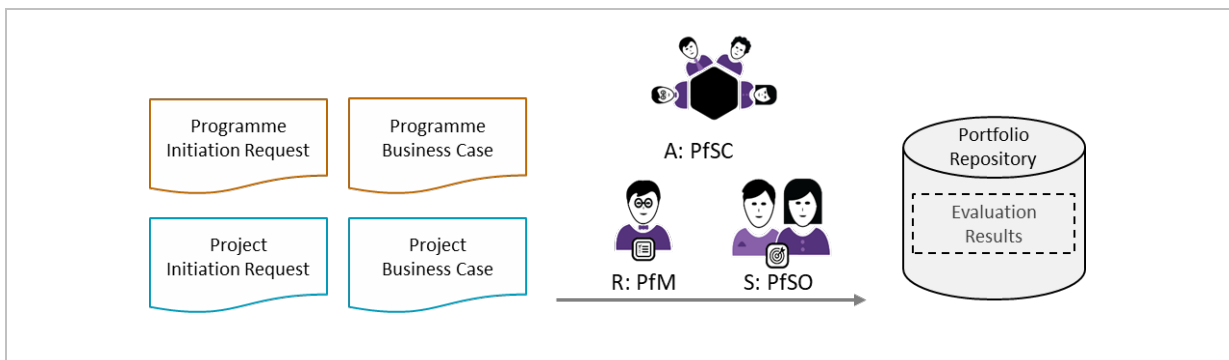 Programme
Initiation Request
Programme
Business Case
Project
Initiation Request
Project
Business Case
A: PfSC
R: PfM
S: PfSO
Portfolio
Repository
Evaluation
Results